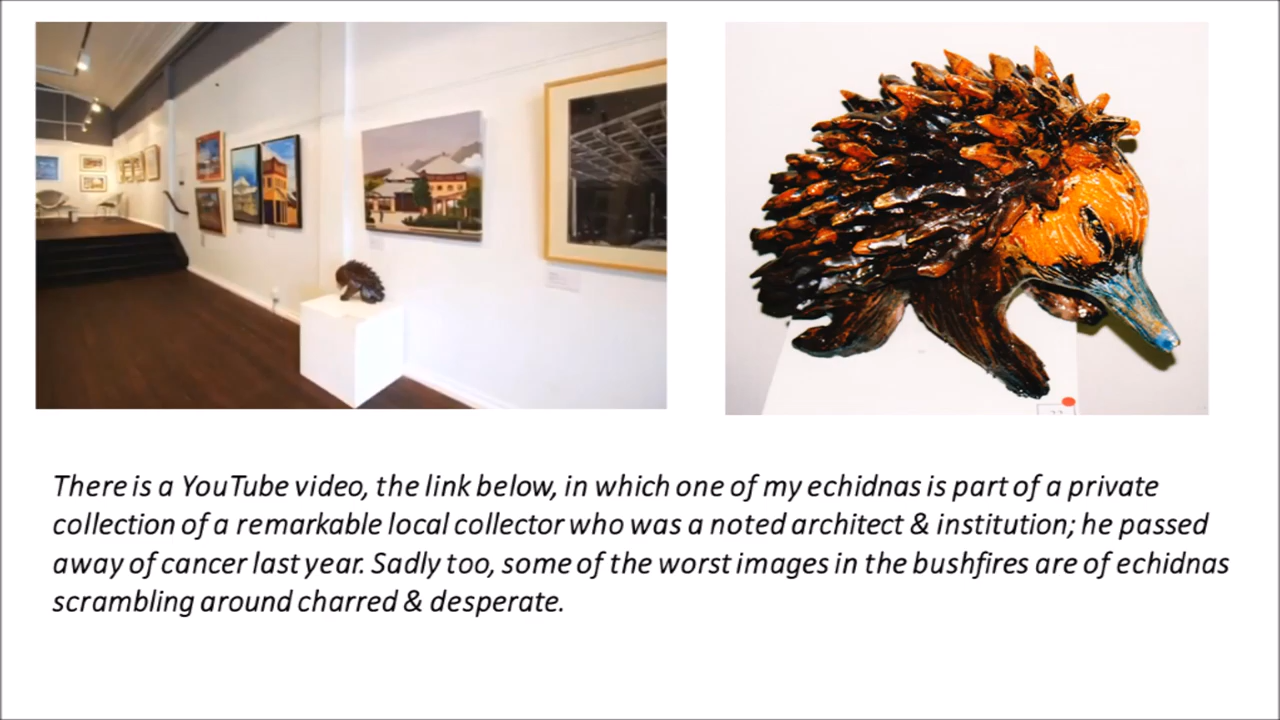 There is a YouTube video, the link below, in which one of my echidnas is part of a private
collection of a remarkable local collector who was a noted architect & institution; he passed
away of cancer last year. Sadly too, some of the worst images in the bushfires are of echidnas
scrambling around charred & desperate.